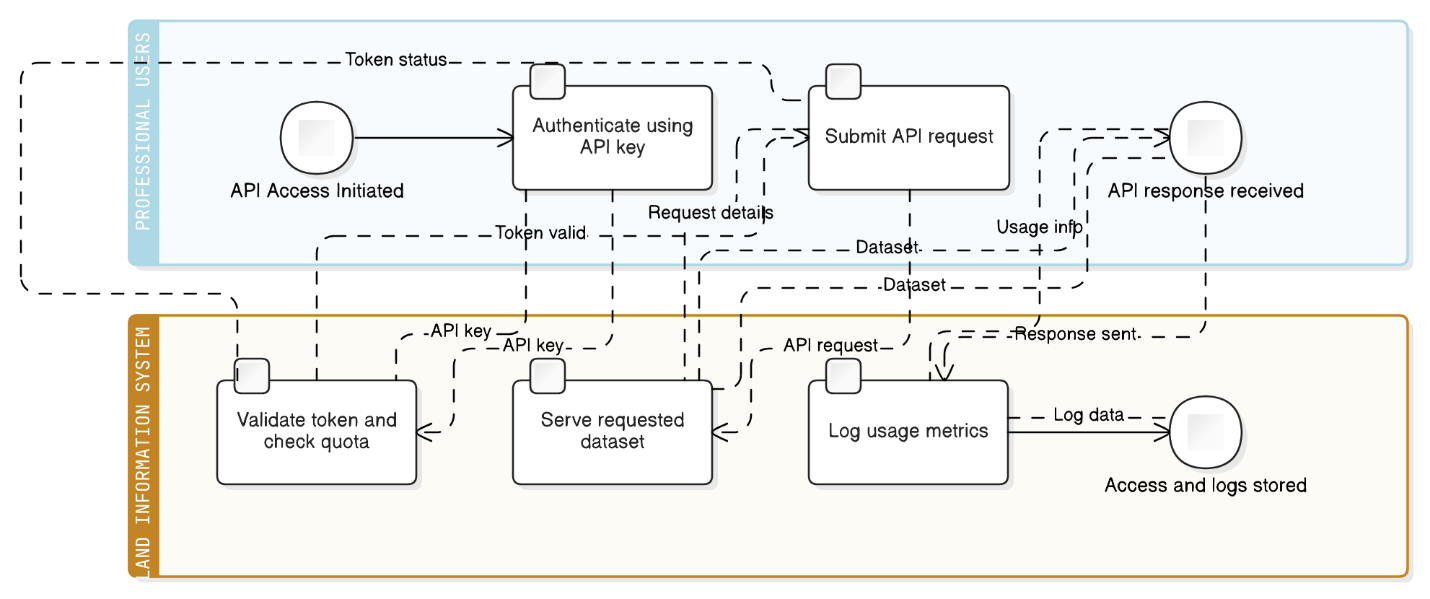 PROFESSIONAL USERS
Token status
Authenticate using
API key
Submit API request
API Access Initiated
API response received
Request details
Token valid
Usage info
Dataset
Dataset
LAND INFORMATION SYSTEM
API key
API key
API request
Response sent
Validate token and
check quota
Serve requested
dataset
Log usage metrics
Log data
Access and logs stored